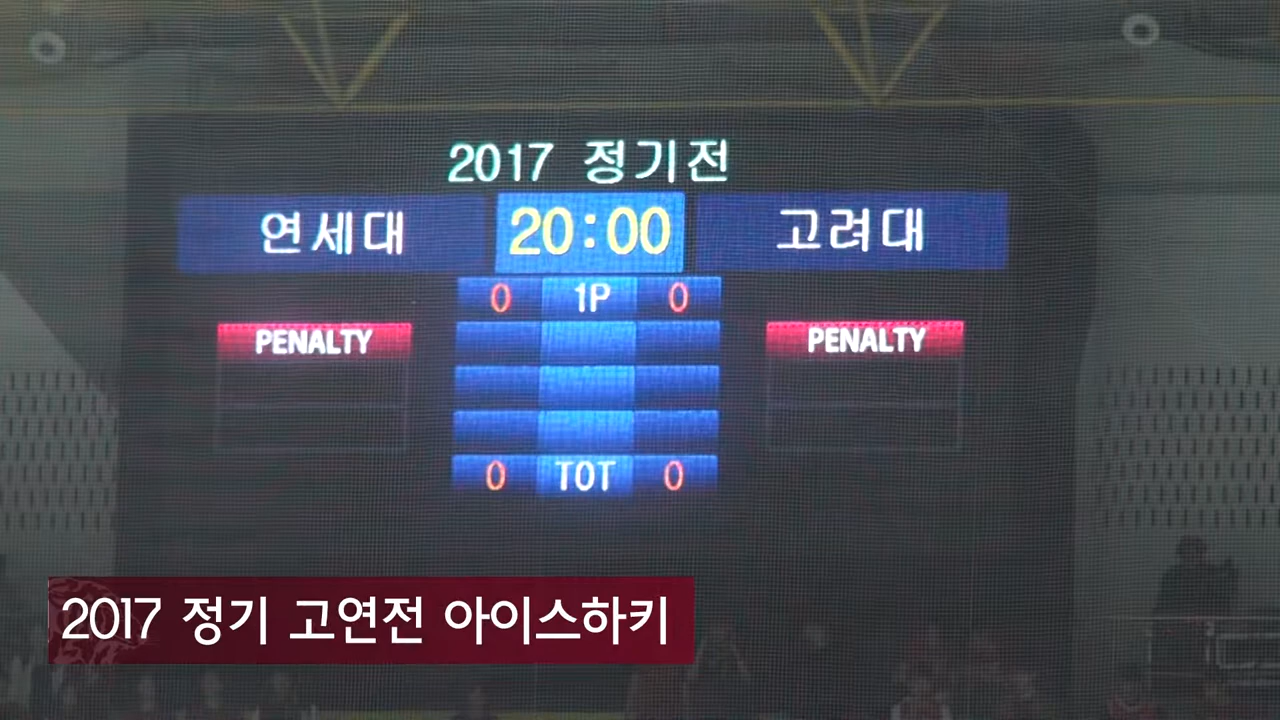 2017 정기전
연세대 20:00 고려대
0 1P 0
PENALTY PENALTY
0 TOT 0
2017 정기 고연전 아이스하키